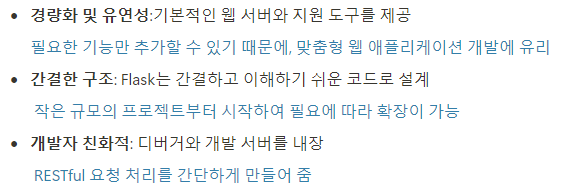 • 경량화 및 유연성:기본적인 웹 서버와 지원 도구를 제공
필요한 기능만 추가할 수 있기 때문에, 맞춤형 웹 애플리케이션 개발에 유리
• 간결한 구조: Flask는 간결하고 이해하기 쉬운 코드로 설계
작은 규모의 프로젝트부터 시작하여 필요에 따라 확장이 가능
• 개발자 친화적: 디버거와 개발 서버를 내장
RESTful 요청 처리를 간단하게 만들어 줌